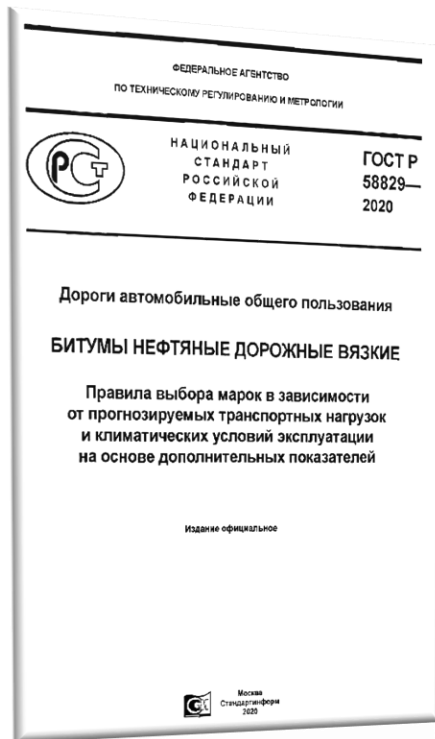 ФЕДЕРАЛЬНОЕ АГЕНТСТВО
ПО ТЕХНИЧЕСКОМУ РЕГУЛИРОВАНИЮ И МЕТРОЛОГИИ
НАЦИОНАЛЬНЫЙ
СТАНДАРТ
РОССИЙСКОЙ
ФЕДЕРАЦИИ
ГОСТ Р
58829—
2020
Дороги автомобильные общего пользования
БИТУМЫ НЕФТЯНЫЕ ДОРОЖНЫЕ ВЯЗКИЕ
Правила выбора марок в зависимости
от прогнозируемых транспортных нагрузок
и климатических условий эксплуатации
на основе дополнительных показателей
Издание официальное
Москва
Стандартинформ
2020